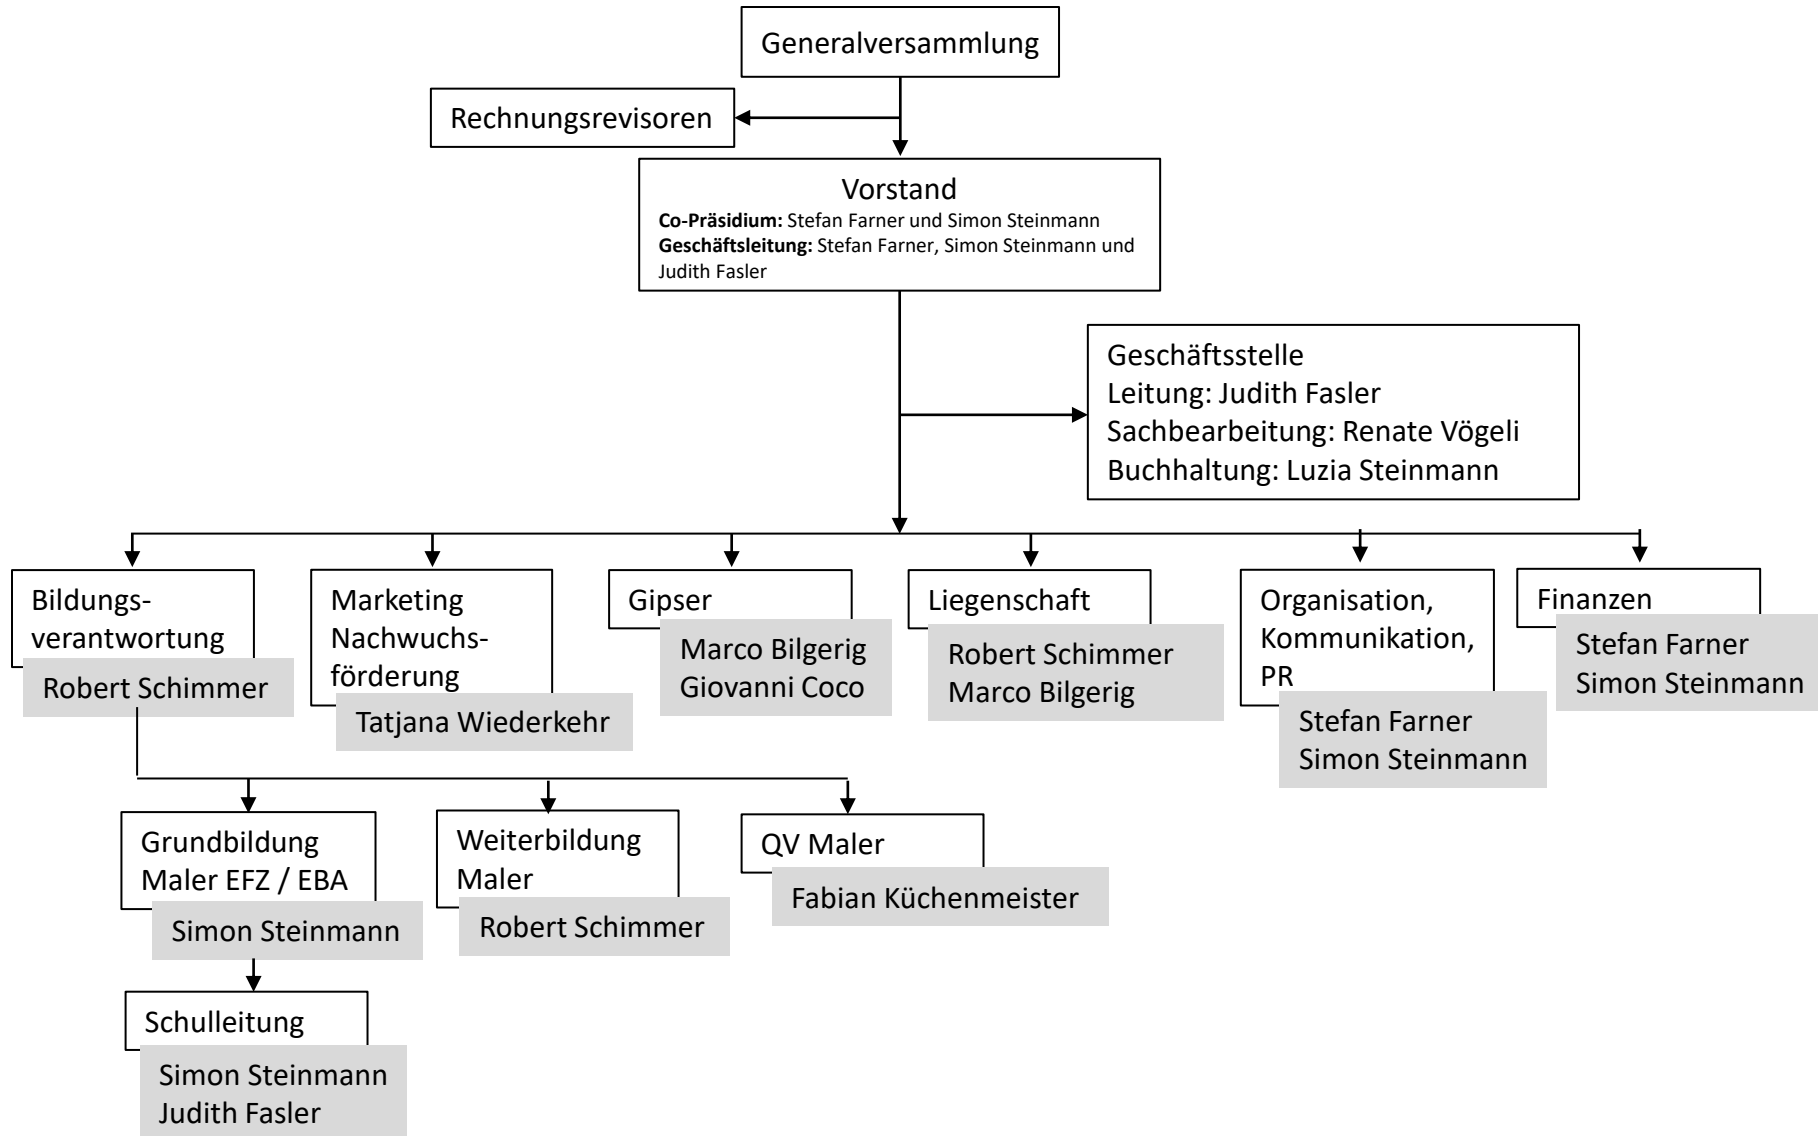 Generalversammlung
Rechnungsrevisoren
Vorstand
Co-Präsidium: Stefan Farner und Simon Steinmann
Geschäftsleitung: Stefan Farner, Simon Steinmann und
Judith Fasler
Geschäftsstelle
Leitung: Judith Fasler
Sachbearbeitung: Renate Vögeli
Buchhaltung: Luzia Steinmann
Bildungs-
verantwortung
Robert Schimmer
Marketing
Nachwuchs-
förderung
Tatjana Wiederkehr
Gipser
Marco Bilgerig
Giovanni Coco
Liegenschaft
Robert Schimmer
Marco Bilgerig
Organisation,
Kommunikation,
PR
Stefan Farner
Simon Steinmann
Finanzen
Stefan Farner
Simon Steinmann
Grundbildung
Maler EFZ / EBA
Simon Steinmann
Weiterbildung
Maler
Robert Schimmer
QV Maler
Fabian Küchenmeister
Schulleitung
Simon Steinmann
Judith Fasler